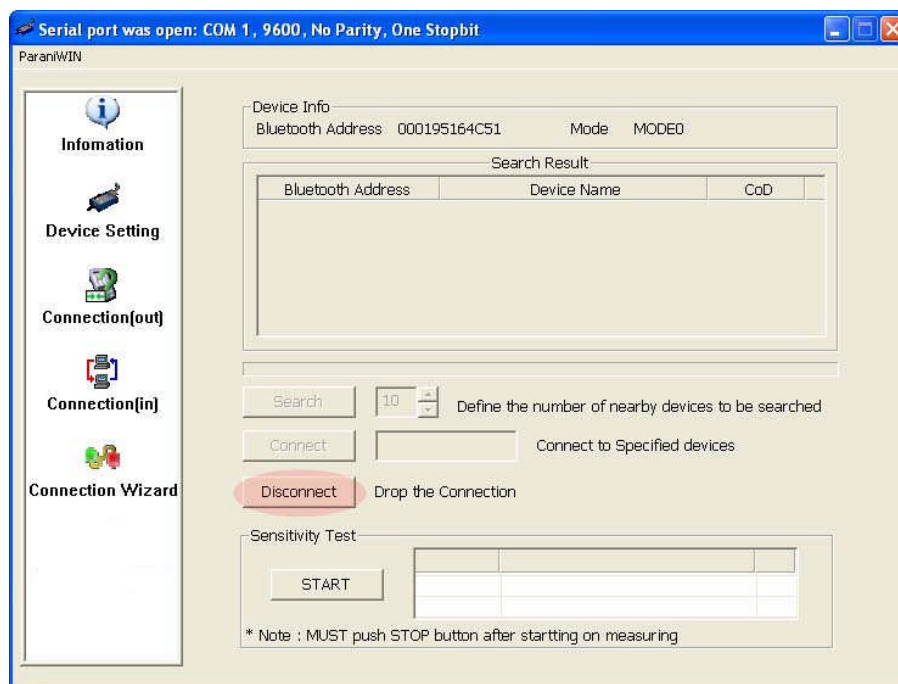 Serial port was open: COM 1, 9600, No Parity, One Stopbit
ParaniWIN
Infomation
Device Setting
Connection(out)
Connection(in)
Connection Wizard
Device Info
Bluetooth Address 000195164C51 Mode MODE0
Search Result
Bluetooth Address Device Name CoD
Search 10 Define the number of nearby devices to be searched
Connect Connect to Specified devices
Disconnect Drop the Connection
Sensitivity Test
START
* Note : MUST push STOP button after startting on measuring